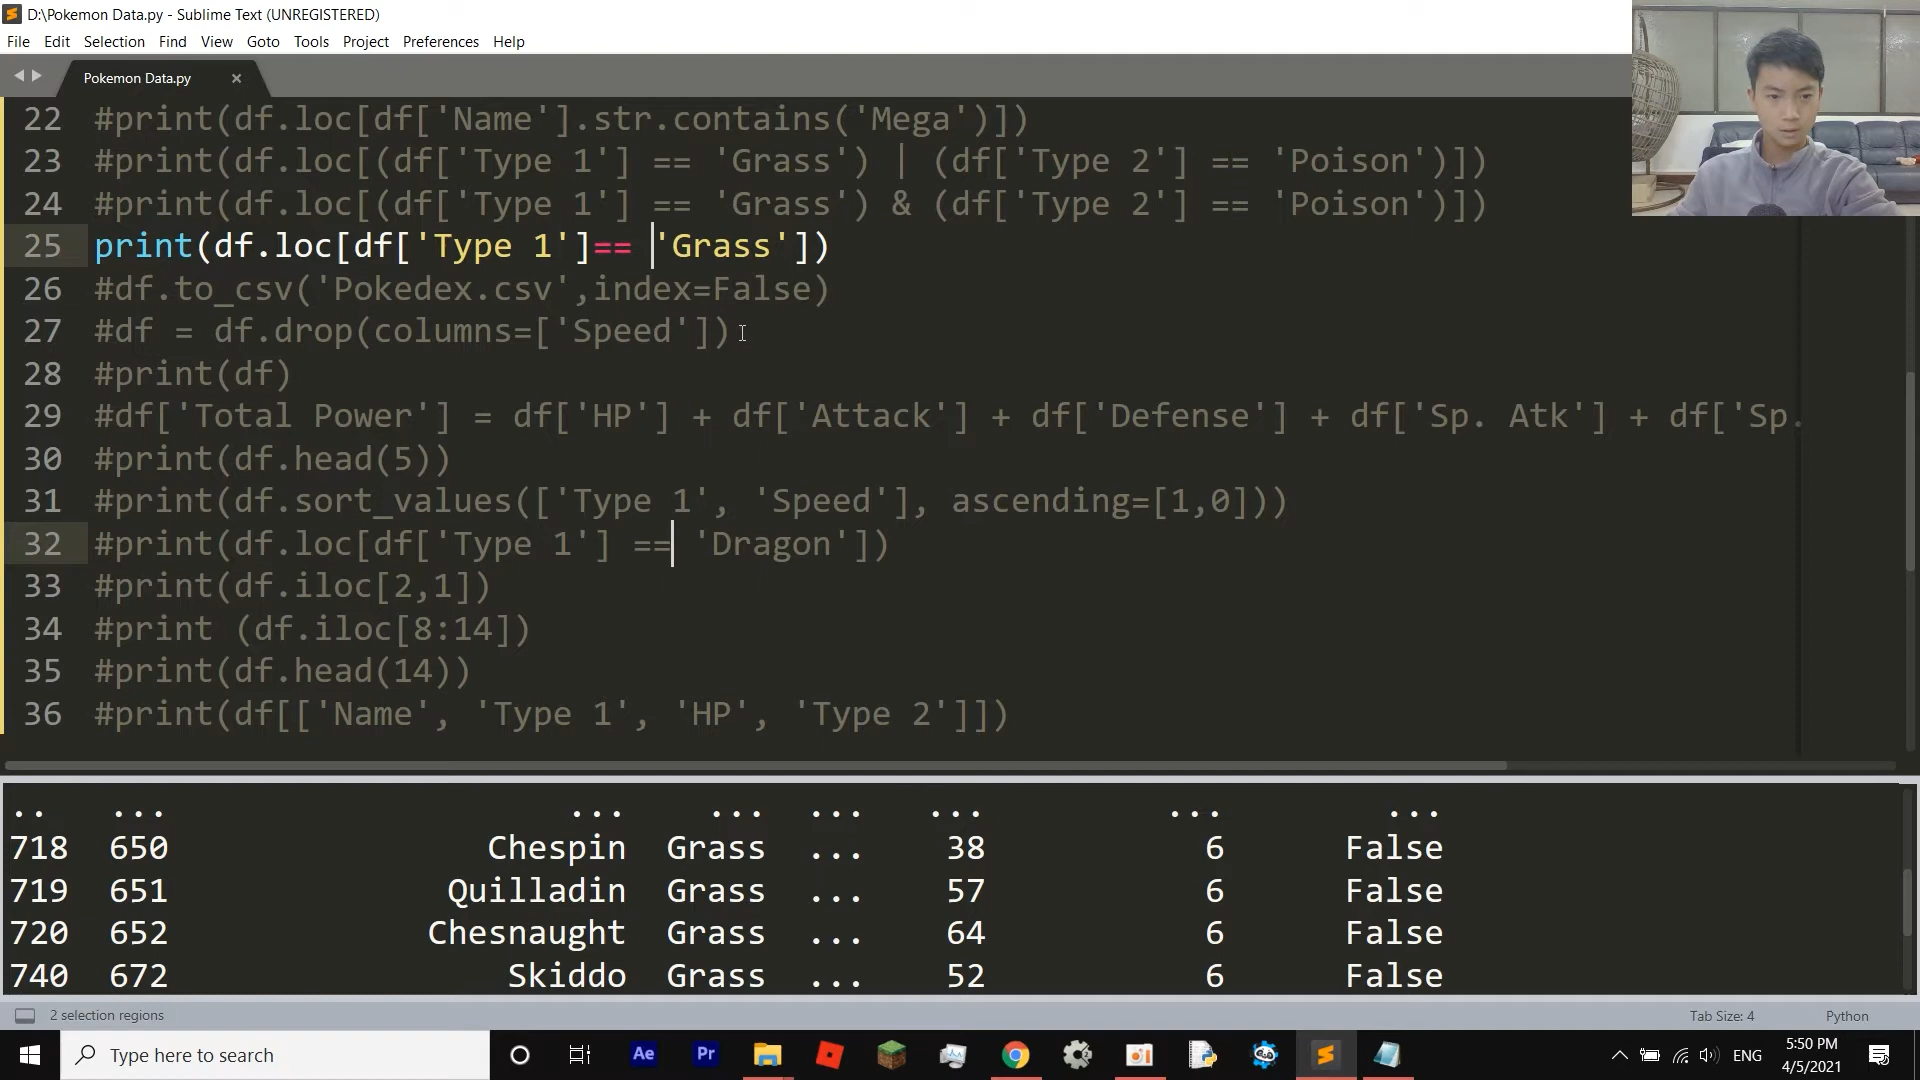 D:\Pokemon Data.py - Sublime Text (UNREGISTERED)
File Edit Selection Find View Goto Tools Project Preferences Help
Pokemon Data.py
22 #print(df.loc[df['Name'].str.contains('Mega')])
23 #print(df.loc[(df['Type 1'] == 'Grass') | (df['Type 2'] == 'Poison')])
24 #print(df.loc[(df['Type 1'] == 'Grass') & (df['Type 2'] == 'Poison')])
25 print(df.loc[df['Type 1']== 'Grass'])
26 #df.to_csv('Pokedex.csv',index=False)
27 #df = df.drop(columns=['Speed'])
28 #print(df)
29 #df['Total Power'] = df['HP'] + df['Attack'] + df['Defense'] + df['Sp. Atk'] + df['Sp.
30 #print(df.head(5))
31 #print(df.sort_values(['Type 1', 'Speed'], ascending=[1,0]))
32 #print(df.loc[df['Type 1'] == 'Dragon'])
33 #print(df.iloc[2,1])
34 #print (df.iloc[8:14])
35 #print(df.head(14))
36 #print(df[['Name', 'Type 1', 'HP', 'Type 2']])
.. ... ... ... ... ... ... ...
718 650 Chespin Grass ... 38 6 False
719 651 Quilladin Grass ... 57 6 False
720 652 Chesnaught Grass ... 64 6 False
740 672 Skiddo Grass ... 52 6 False
2 selection regions Tab Size: 4 Python
Type here to search Ae Pr ENG 5:50 PM
4/5/2021